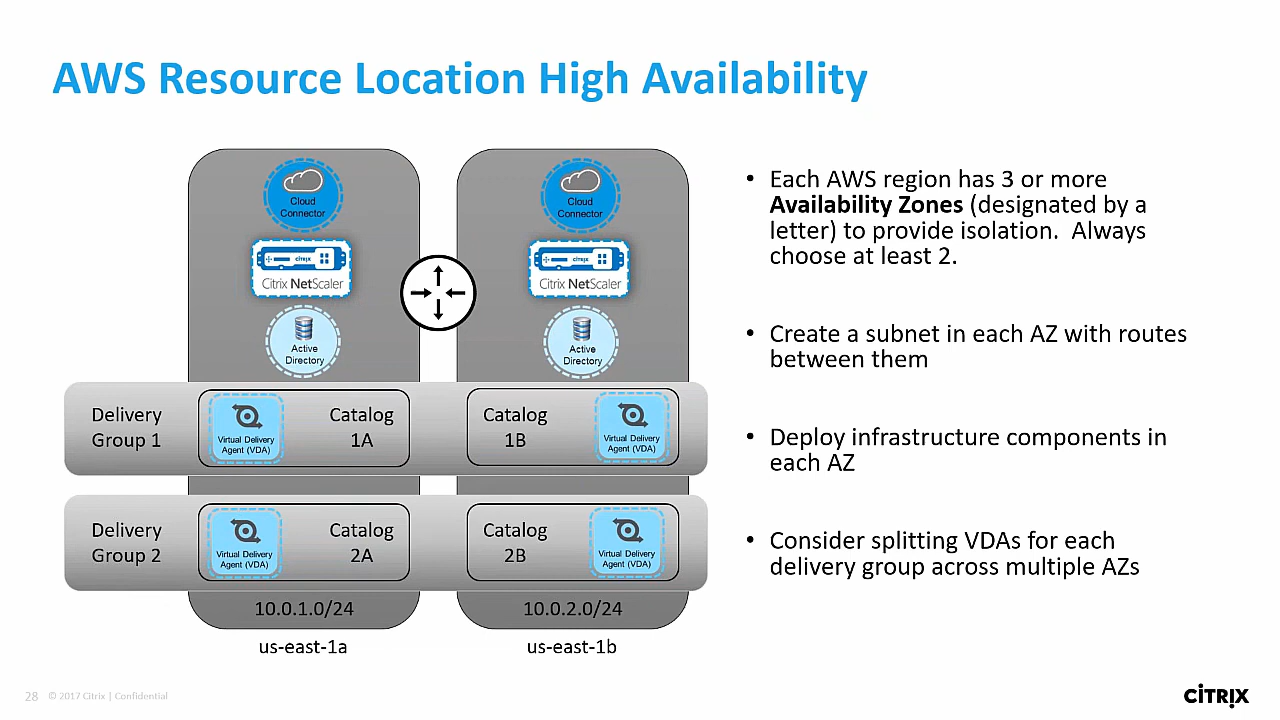 AWS Resource Location High Availability
Cloud
Connector
CİTRIX
Citrix NetScaler
Active
Directory
Cloud
Connector
CİTRIX
Citrix NetScaler
Active
Directory
Delivery
Group 1
Virtual Delivery
Agent (VDA)
Catalog
1A
Catalog
1B
Virtual Delivery
Agent (VDA)
Delivery
Group 2
Virtual Delivery
Agent (VDA)
Catalog
2A
Catalog
2B
Virtual Delivery
Agent (VDA)
10.0.1.0/24
10.0.2.0/24
us-east-1a
us-east-1b
• Each AWS region has 3 or more
Availability Zones (designated by a
letter) to provide isolation. Always
choose at least 2.
• Create a subnet in each AZ with routes
between them
• Deploy infrastructure components in
each AZ
• Consider splitting VDAs for each
delivery group across multiple AZs
28 © 2017 Citrix | Confidential
CITRIX